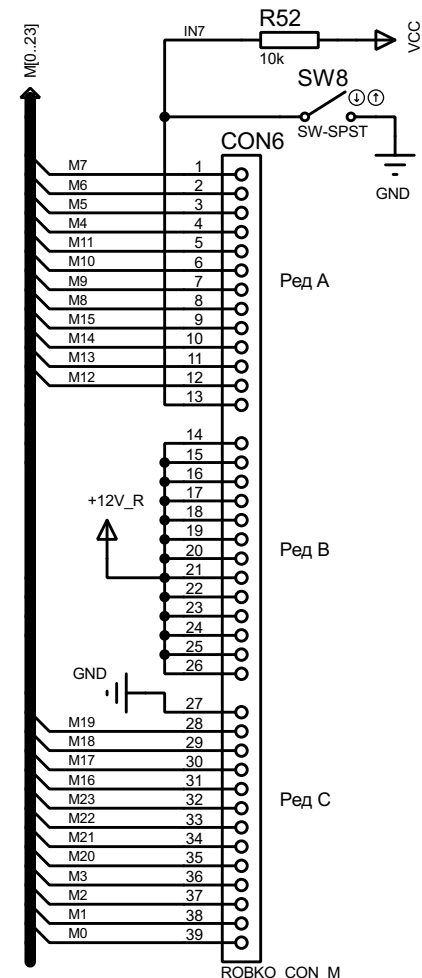 M[0..23]
IN7
R52
10k
VCC
SW8
SW-SPST
GND
CON6
M7 1
M6 2
M5 3
M4 4
M11 5
M10 6
M9 7
M8 8
M15 9
M14 10
M13 11
M12 12
13
Ред A
14
15
16
17
18
19
20
21
22
23
24
25
26
+12V_R
Ред B
GND
27
M19 28
M18 29
M17 30
M16 31
M23 32
M22 33
M21 34
M20 35
M3 36
M2 37
M1 38
M0 39
Ред C
ROBKO_CON_M